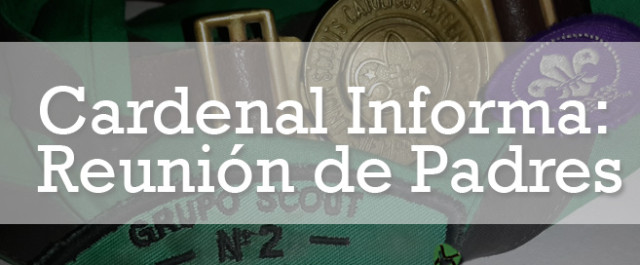 Cardenal Informa:
Reunión de Padres
GRUPO SCOUT
— Nº2 —